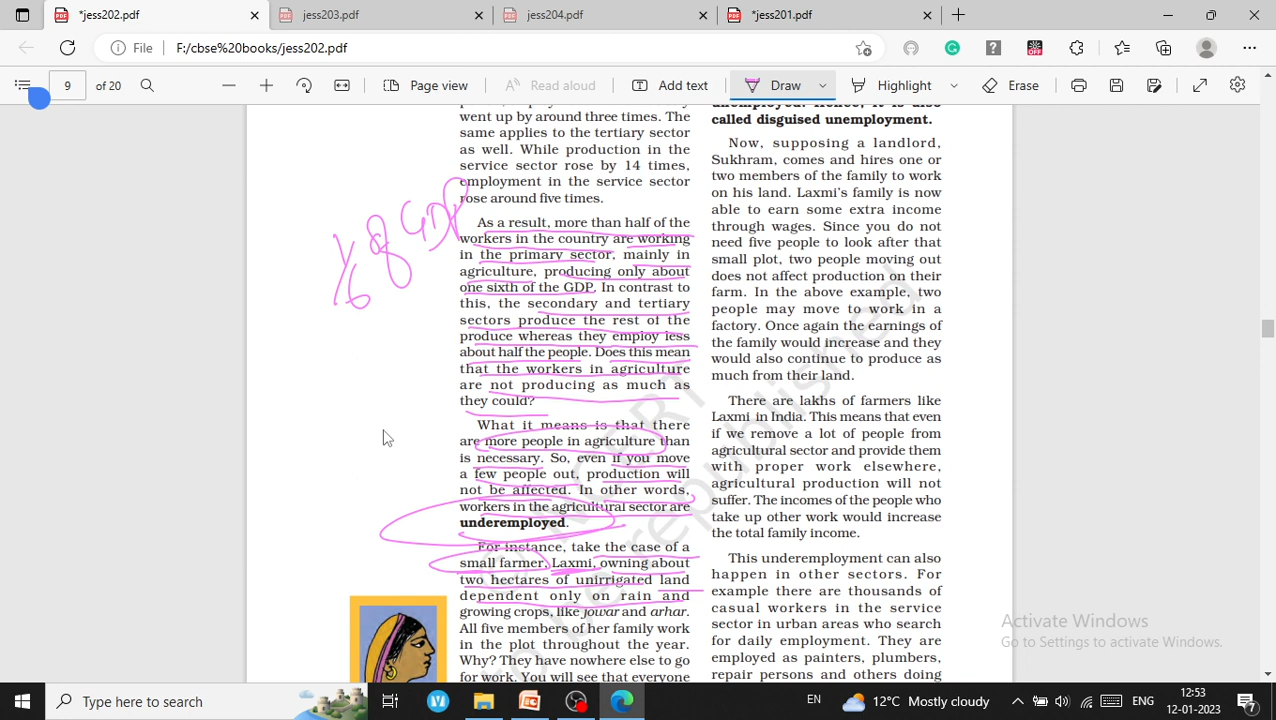 *jess202.pdf
jess203.pdf
jess204.pdf
*jess201.pdf
File
F:/cbse%20books/jess202.pdf
OFF
9
of 20
Page view
Read aloud
Add text
Draw
Highlight
Erase
went up by around three times. The
same applies to the tertiary sector
as well. While production in the
service sector rose by 14 times,
employment in the service sector
rose around five times.
As a result, more than half of the
workers in the country are working
in the primary sector, mainly in
agriculture, producing only about
one sixth of the GDP. In contrast to
this, the secondary and tertiary
sectors produce the rest of the
produce whereas they employ less
about half the people. Does this mean
that the workers in agriculture
are not producing as much as
they could?
What it means is that there
are more people in agriculture than
is necessary. So, even if you move
a few people out, production will
not be affected. In other words,
workers in the agricultural sector are
underemployed.
For instance, take the case of a
small farmer, Laxmi, owning about
two hectares of unirrigated land
dependent only on rain and
growing crops, like jowar and arhar.
All five members of her family work
in the plot throughout the year.
Why? They have nowhere else to go
for work. You will see that everyone
1/6 of GDP
unemployed. Hence, it is also
called disguised unemployment.
Now, supposing a landlord,
Sukhram, comes and hires one or
two members of the family to work
on his land. Laxmi's family is now
able to earn some extra income
through wages. Since you do not
need five people to look after that
small plot, two people moving out
does not affect production on their
farm. In the above example, two
people may move to work in a
factory. Once again the earnings of
the family would increase and they
would also continue to produce as
much from their land.
There are lakhs of farmers like
Laxmi in India. This means that even
if we remove a lot of people from
agricultural sector and provide them
with proper work elsewhere,
agricultural production will not
suffer. The incomes of the people who
take up other work would increase
the total family income.
This underemployment can also
happen in other sectors. For
example there are thousands of
casual workers in the service
sector in urban areas who search
for daily employment. They are
employed as painters, plumbers,
repair persons and others doing
be republished
Activate Windows
Go to Settings to activate Windows.
Type here to search
EN
12°C Mostly cloudy
ENG
12:53
12-01-2023
7